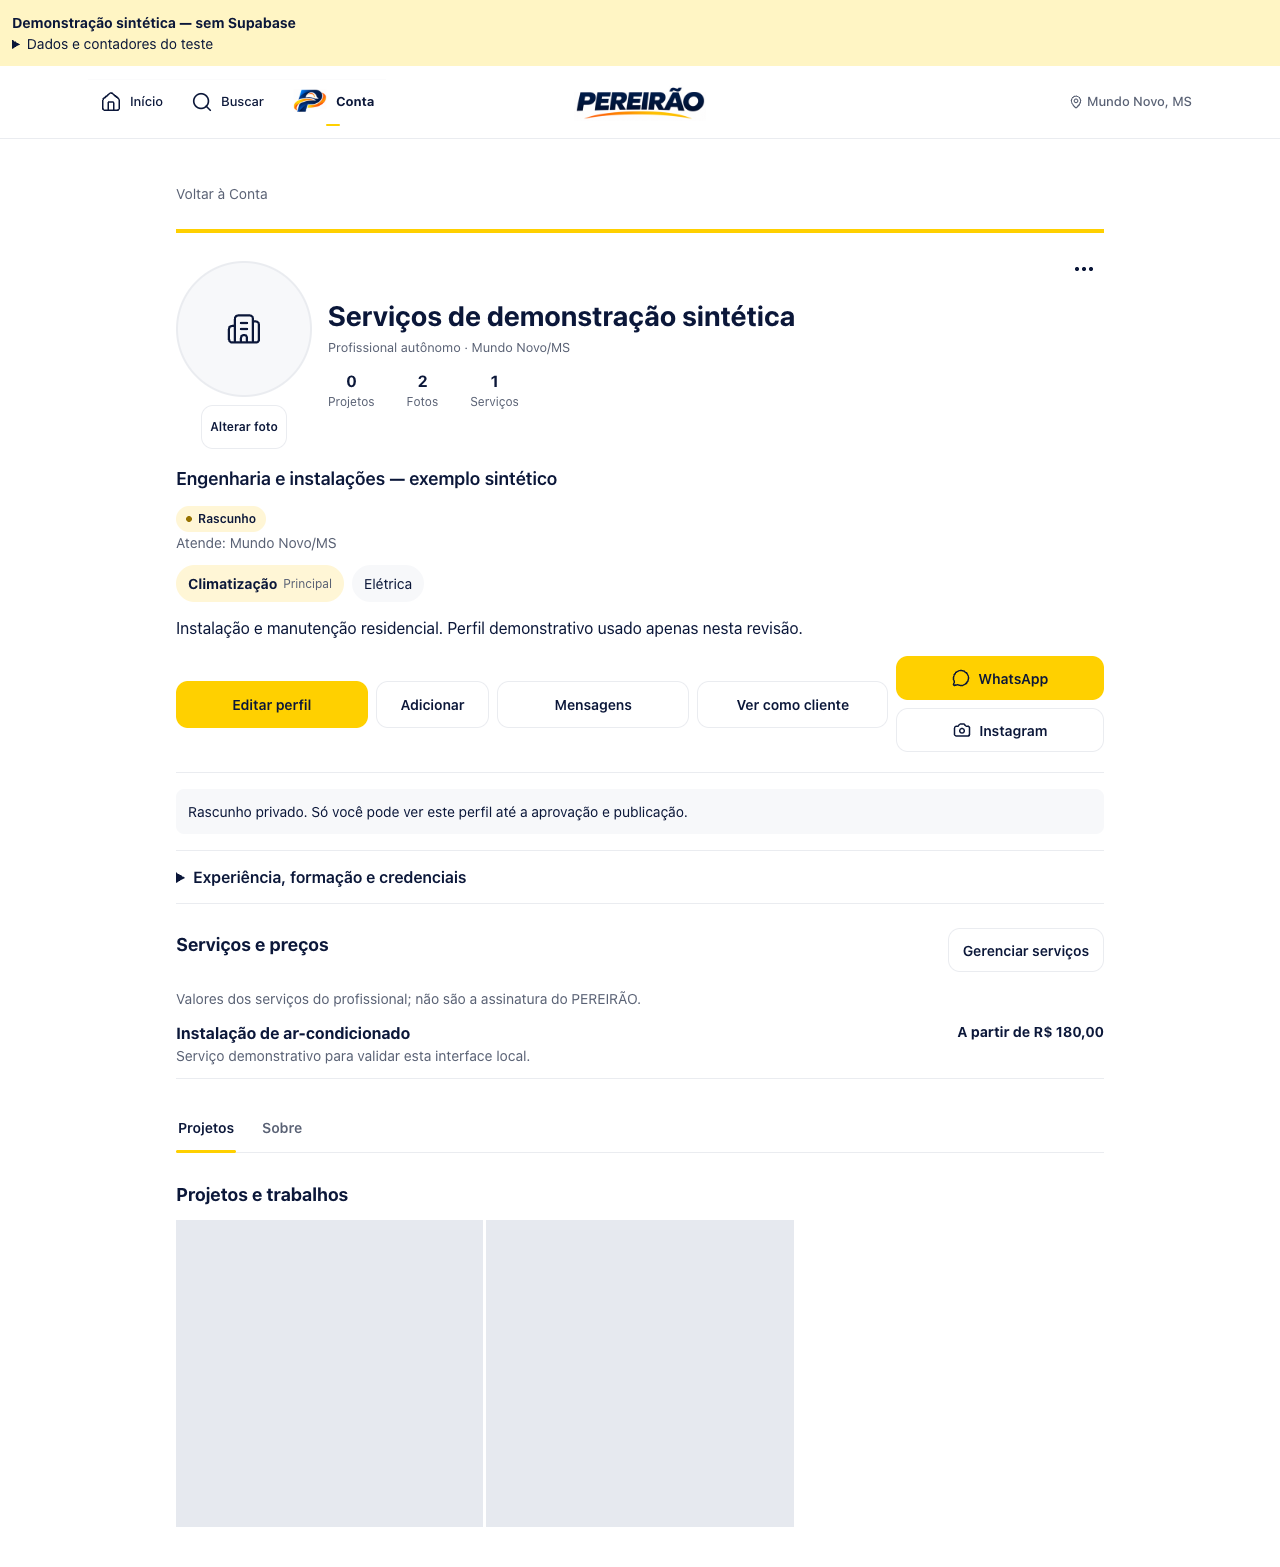 Demonstração sintética — sem Supabase
Dados e contadores do teste
Início
Buscar
Conta
PEREIRÃO
Mundo Novo, MS
Voltar à Conta
Serviços de demonstração sintética
Profissional autônomo · Mundo Novo/MS
0 2 1
Projetos Fotos Serviços
Alterar foto
Engenharia e instalações — exemplo sintético
Rascunho
Atende: Mundo Novo/MS
Climatização Principal Elétrica
Instalação e manutenção residencial. Perfil demonstrativo usado apenas nesta revisão.
Editar perfil
Adicionar
Mensagens
Ver como cliente
WhatsApp
Instagram
Rascunho privado. Só você pode ver este perfil até a aprovação e publicação.
Experiência, formação e credenciais
Serviços e preços
Gerenciar serviços
Valores dos serviços do profissional; não são a assinatura do PEREIRÃO.
Instalação de ar-condicionado
A partir de R$ 180,00
Serviço demonstrativo para validar esta interface local.
Projetos Sobre
Projetos e trabalhos